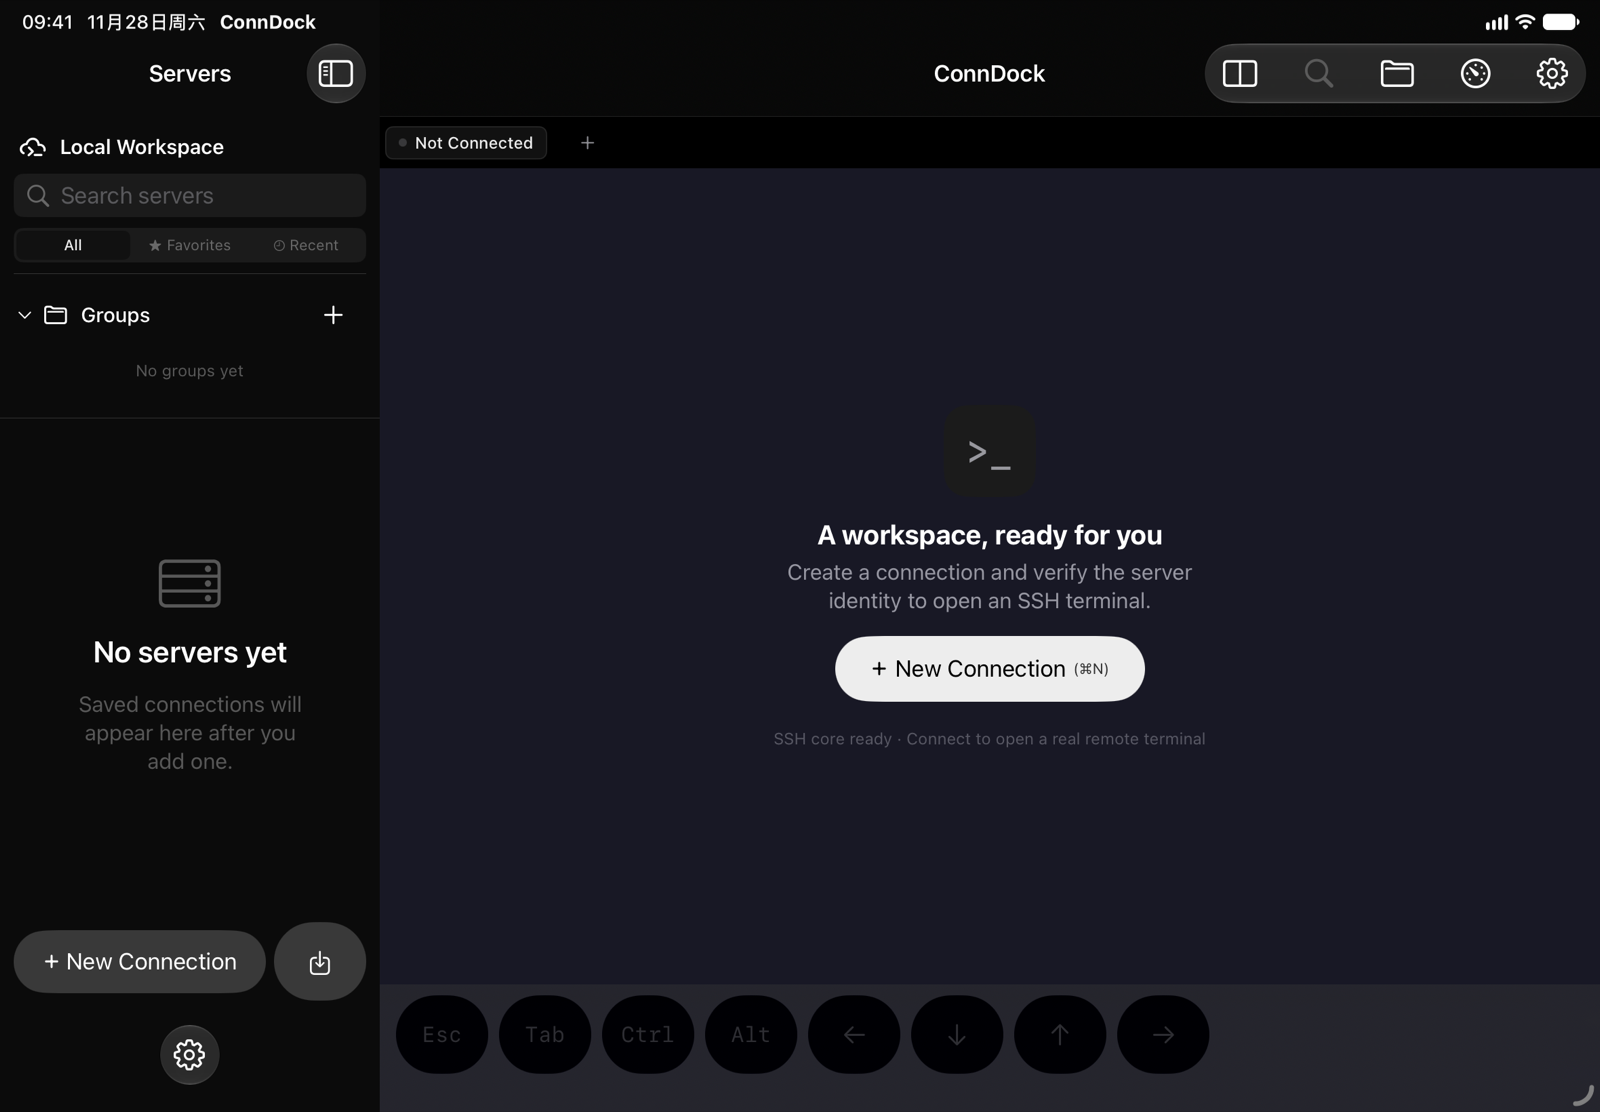 09:41 11月28日周六 ConnDock
Servers
ConnDock
Local Workspace
Not Connected
Search servers
All
Favorites
Recent
Groups
No groups yet
>_
A workspace, ready for you
Create a connection and verify the server
identity to open an SSH terminal.
+ New Connection (⌘N)
SSH core ready · Connect to open a real remote terminal
No servers yet
Saved connections will
appear here after you
add one.
+ New Connection
Esc Tab Ctrl Alt ← ↓ ↑ →